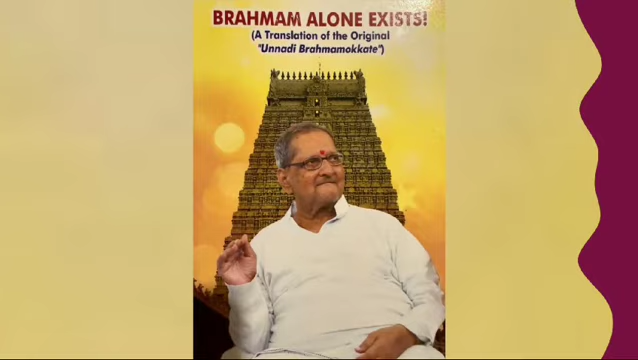 BRAHMAM ALONE EXISTS!
(A Translation of the Original
"Unnadi Brahmamokkate")